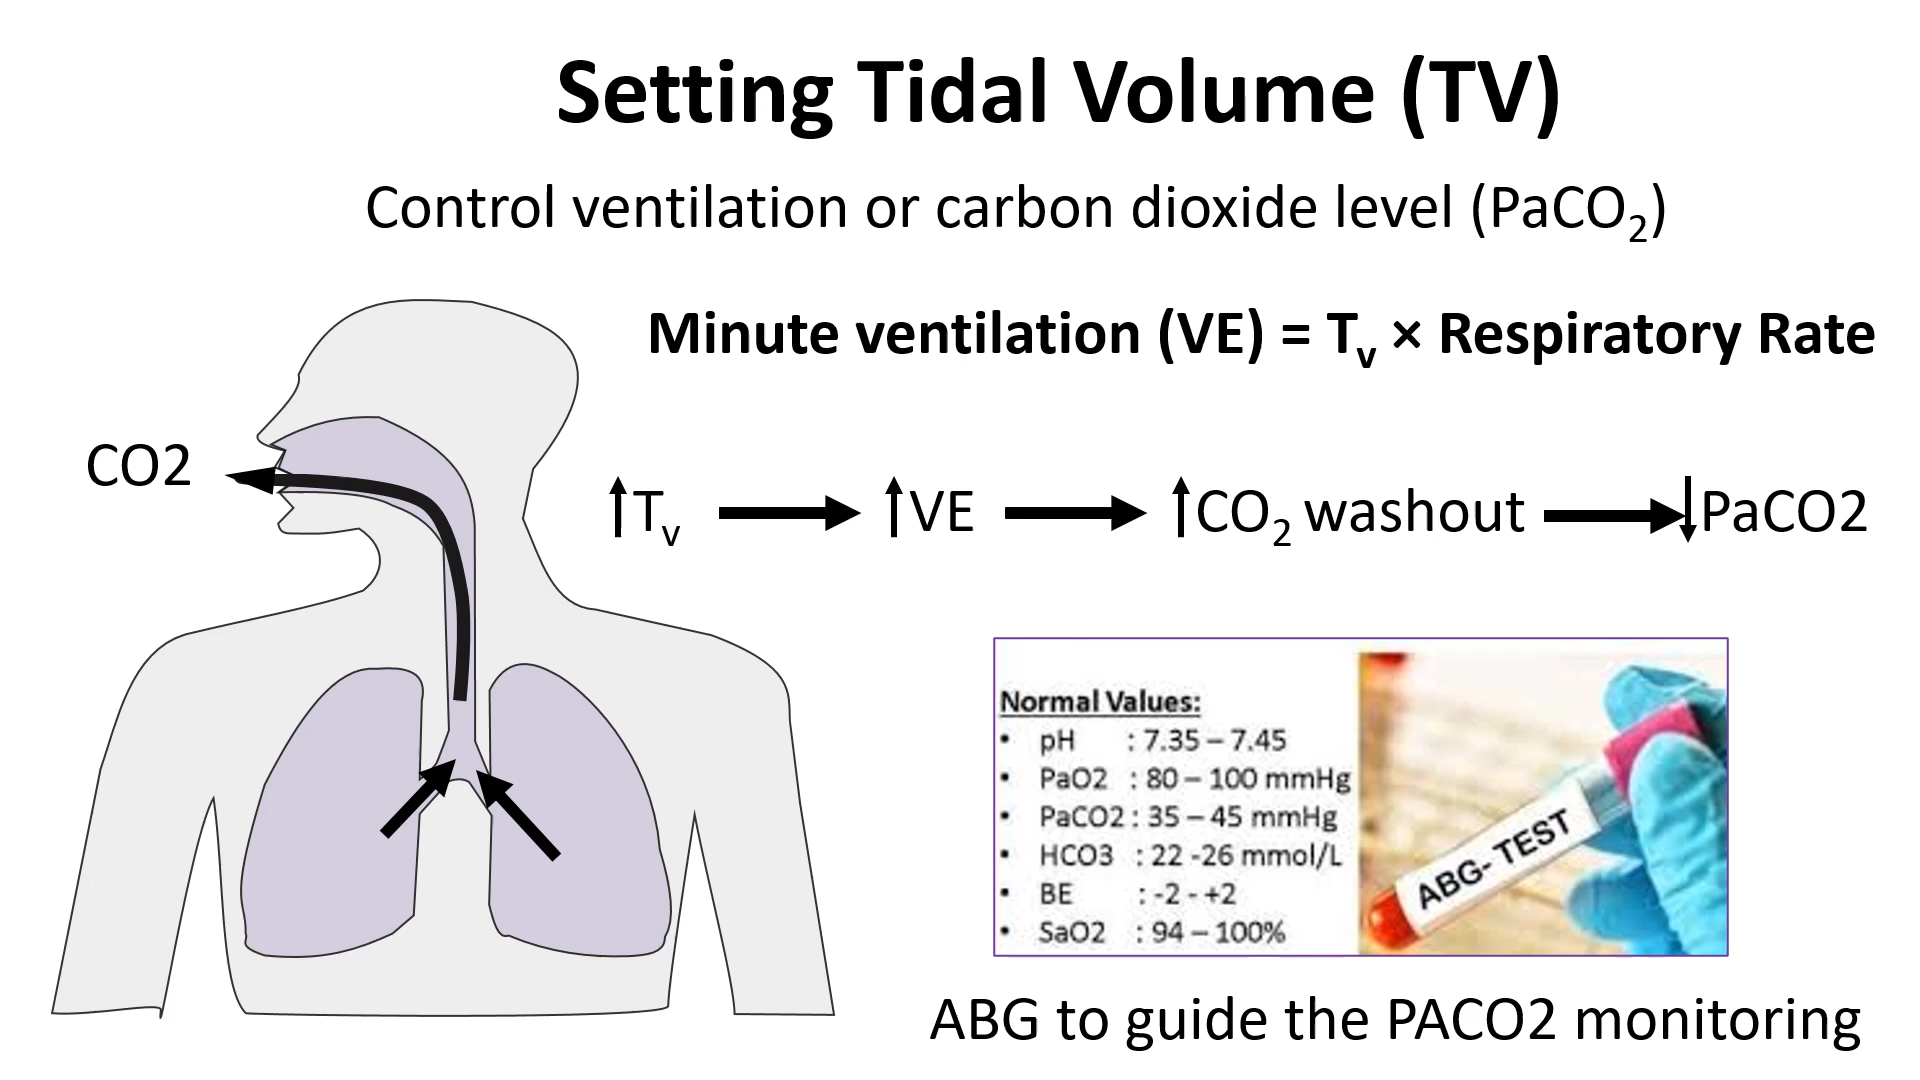 Setting Tidal Volume (TV)
Control ventilation or carbon dioxide level (PaCO₂)
Minute ventilation (VE) = Tᵥ × Respiratory Rate
CO2
↑Tᵥ → ↑VE → ↑CO₂ washout → ↓PaCO2
Normal Values:
• pH : 7.35 – 7.45
• PaO2 : 80 – 100 mmHg
• PaCO2 : 35 – 45 mmHg
• HCO3 : 22 -26 mmol/L
• BE : -2 - +2
• SaO2 : 94 – 100%
ABG- TEST
ABG to guide the PACO2 monitoring